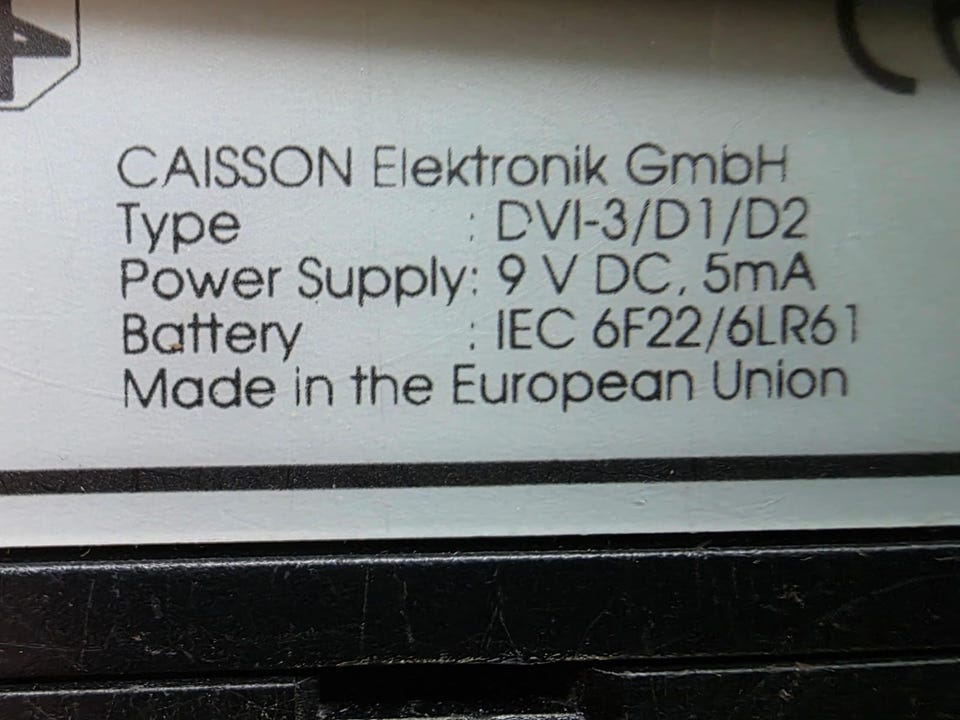 CAISSON Elektronik GmbH
Type : DVI-3/D1/D2
Power Supply: 9 V DC, 5mA
Battery : IEC 6F22/6LR61
Made in the European Union